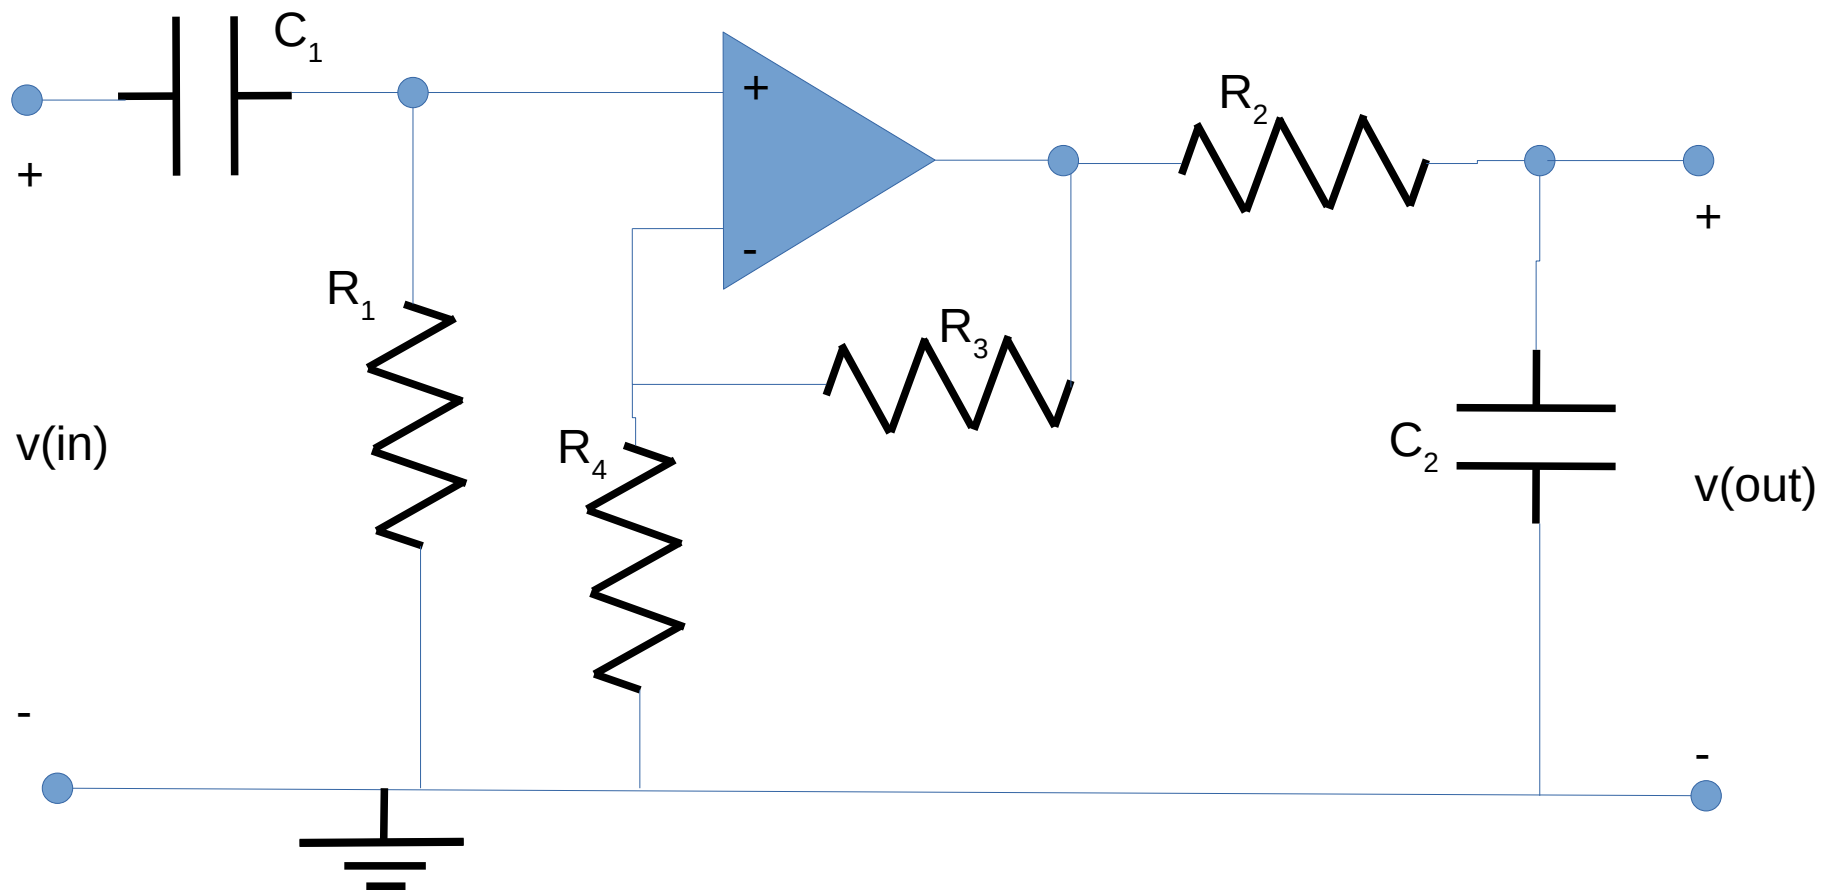 C1
+
R2
+
+
-
R1
R3
v(in)
R4
C2
v(out)
-
-